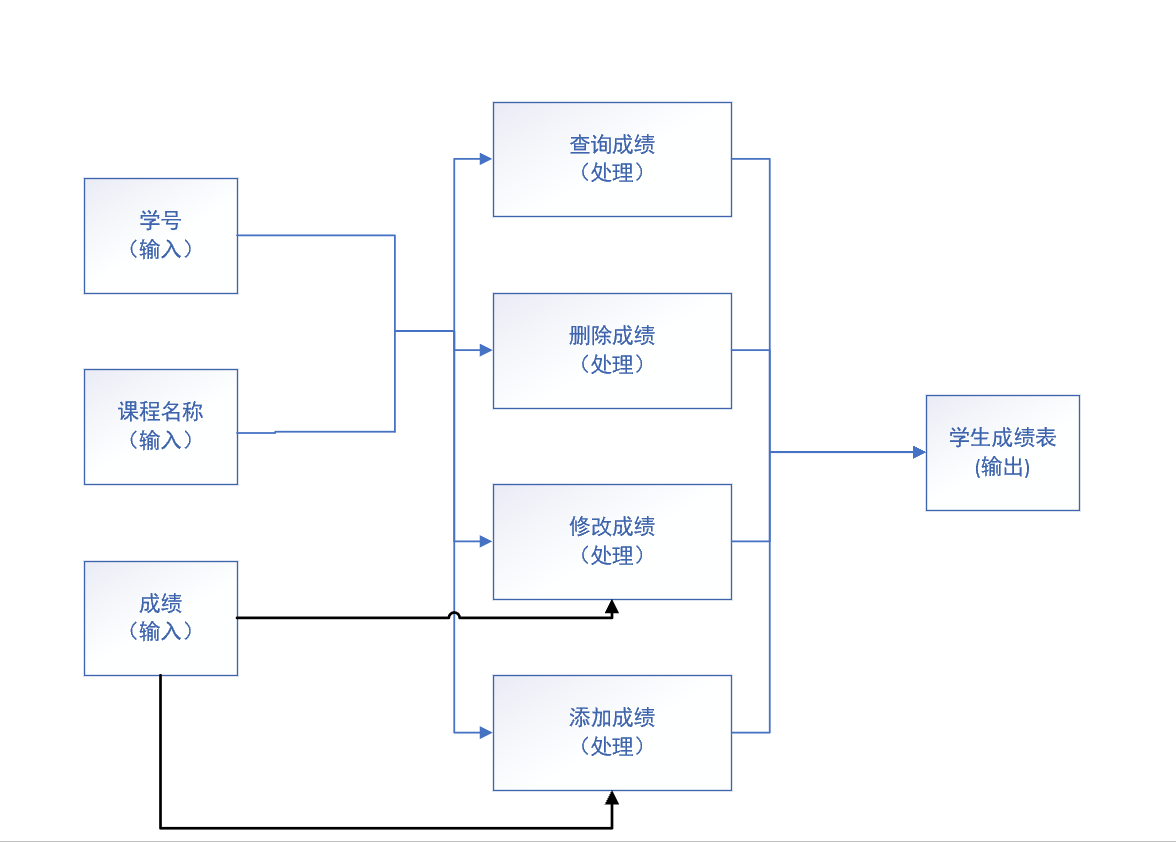 学号
（输入）
课程名称
（输入）
成绩
（输入）
查询成绩
（处理）
删除成绩
（处理）
修改成绩
（处理）
添加成绩
（处理）
学生成绩表
(输出)